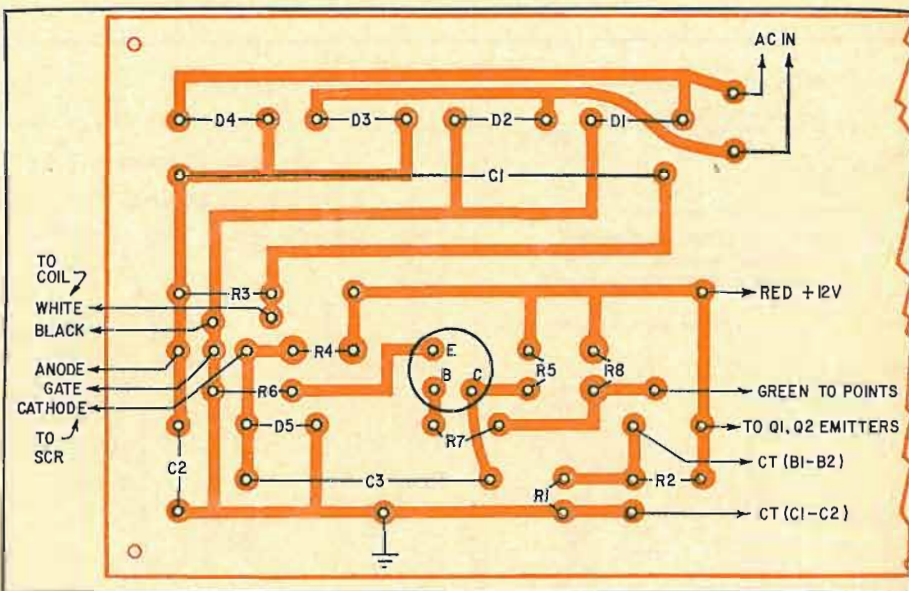 AC IN
D4
D3
D2
D1
C1
TO
COIL
R3
WHITE
RED +12V
BLACK
R4
E
R5
R8
ANODE
GATE
B
C
R6
GREEN TO POINTS
CATHODE
D5
R7
TO Q1, Q2 EMITTERS
TO
SCR
CT (B1-B2)
C2
C3
R1
R2
CT (C1-C2)